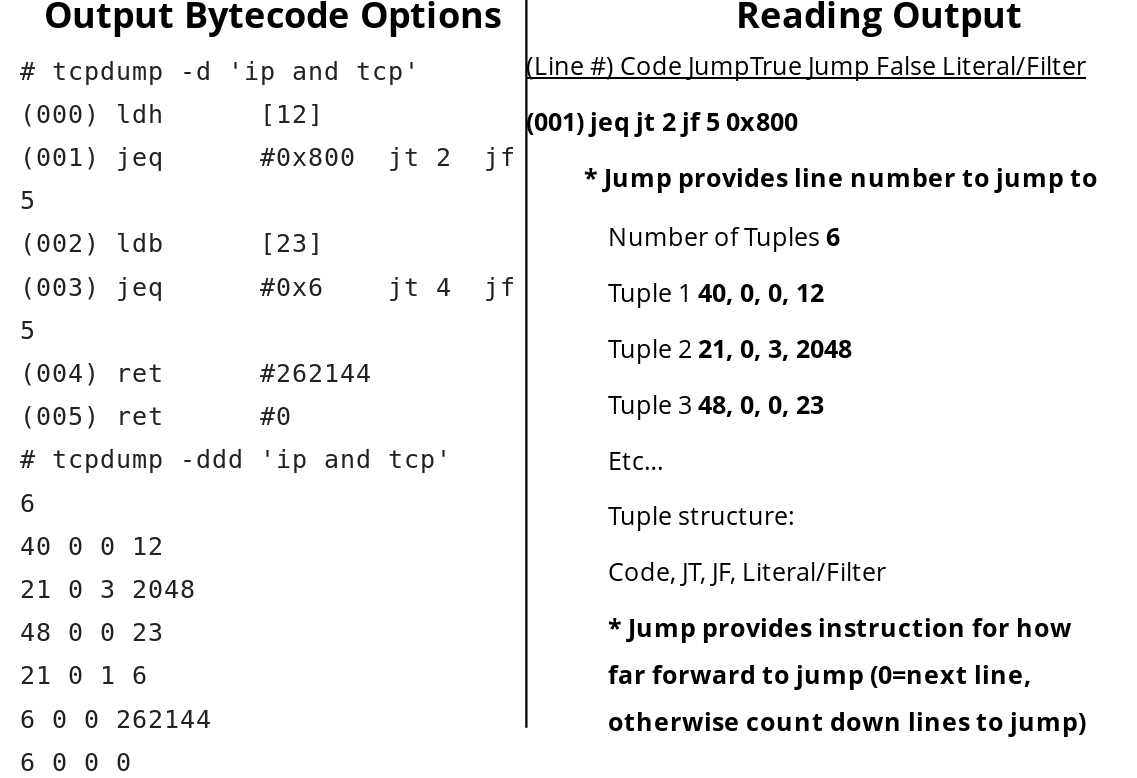 Output Bytecode Options
# tcpdump -d 'ip and tcp'
(000) ldh      [12]
(001) jeq      #0x800  jt 2  jf
5
(002) ldb      [23]
(003) jeq      #0x6    jt 4  jf
5
(004) ret      #262144
(005) ret      #0
# tcpdump -ddd 'ip and tcp'
6
40 0 0 12
21 0 3 2048
48 0 0 23
21 0 1 6
6 0 0 262144
6 0 0 0
Reading Output
(Line #) Code JumpTrue Jump False Literal/Filter
(001) jeq jt 2 jf 5 0x800
* Jump provides line number to jump to
Number of Tuples 6
Tuple 1 40, 0, 0, 12
Tuple 2 21, 0, 3, 2048
Tuple 3 48, 0, 0, 23
Etc...
Tuple structure:
Code, JT, JF, Literal/Filter
* Jump provides instruction for how
far forward to jump (0=next line,
otherwise count down lines to jump)